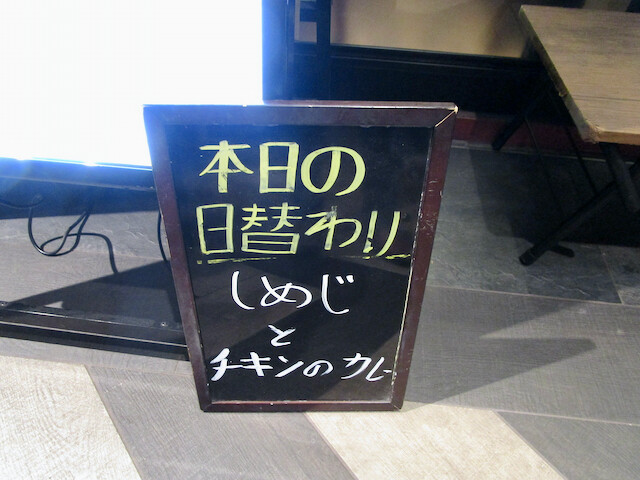 本日の
日替わり
しめじ
と
チキンのカレー